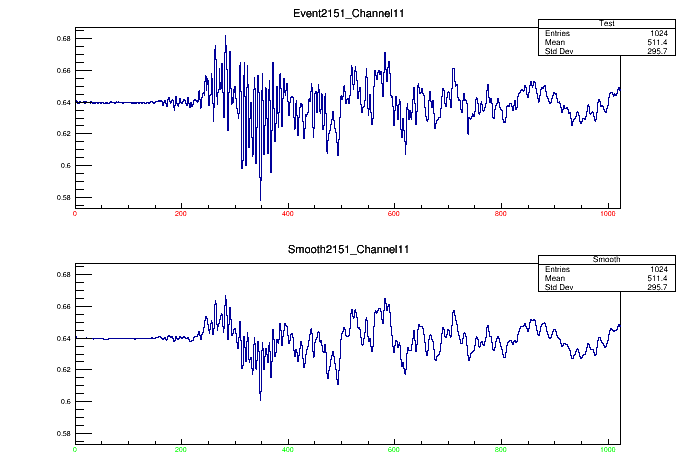 Event2151_Channel11
Test
Entries 1024
Mean 511.4
Std Dev 295.7
0.68
0.66
0.64
0.62
0.6
0.58
0 200 400 600 800 1000
Smooth2151_Channel11
Smooth
Entries 1024
Mean 511.4
Std Dev 295.7
0.68
0.66
0.64
0.62
0.6
0.58
0 200 400 600 800 1000